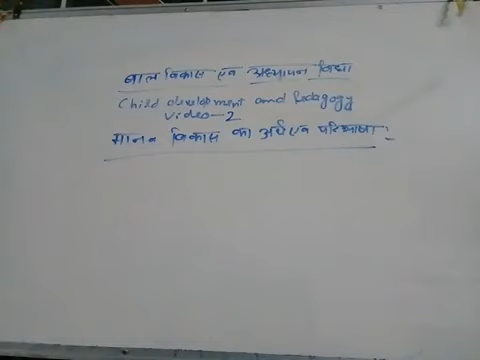 बाल विकास एवं अध्यापन विद्या
Child development and Pedagogy
Video-2
मानव विकास का अर्थ एवं परिभाषा :